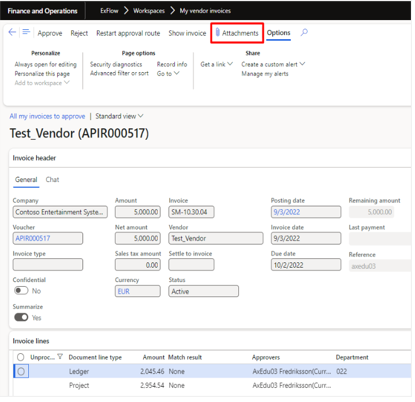 Finance and Operations ExFlow > Workspaces > My vendor invoices
Approve Reject Restart approval route Show invoice Attachments Options
Personalize Page options Share
Always open for editing Security diagnostics Record info Get a link Create a custom alert
Personalize this page Advanced filter or sort Go to Manage my alerts
Add to workspace
All my invoices to approve | Standard view
Test_Vendor (APIR000517)
Invoice header
General Chat
Company Amount Invoice Posting date Remaining amount
Contoso Entertainment Syste... 5,000.00 SM-10.30.04 9/3/2022 5,000.00
Voucher Net amount Vendor Invoice date Last payment
APIR000517 5,000.00 Test_Vendor 9/3/2022
Invoice type Sales tax amount Settle to invoice Due date Reference
0.00 10/2/2022 axedu03
Confidential Currency Status
No EUR Active
Summarize
Yes
Invoice lines
Unproc... Document line type Amount Match result Approvers Department
Ledger 2,045.46 None AxEdu03 Fredriksson(Curr... 022
Project 2,954.54 None AxEdu03 Fredriksson(Curr...